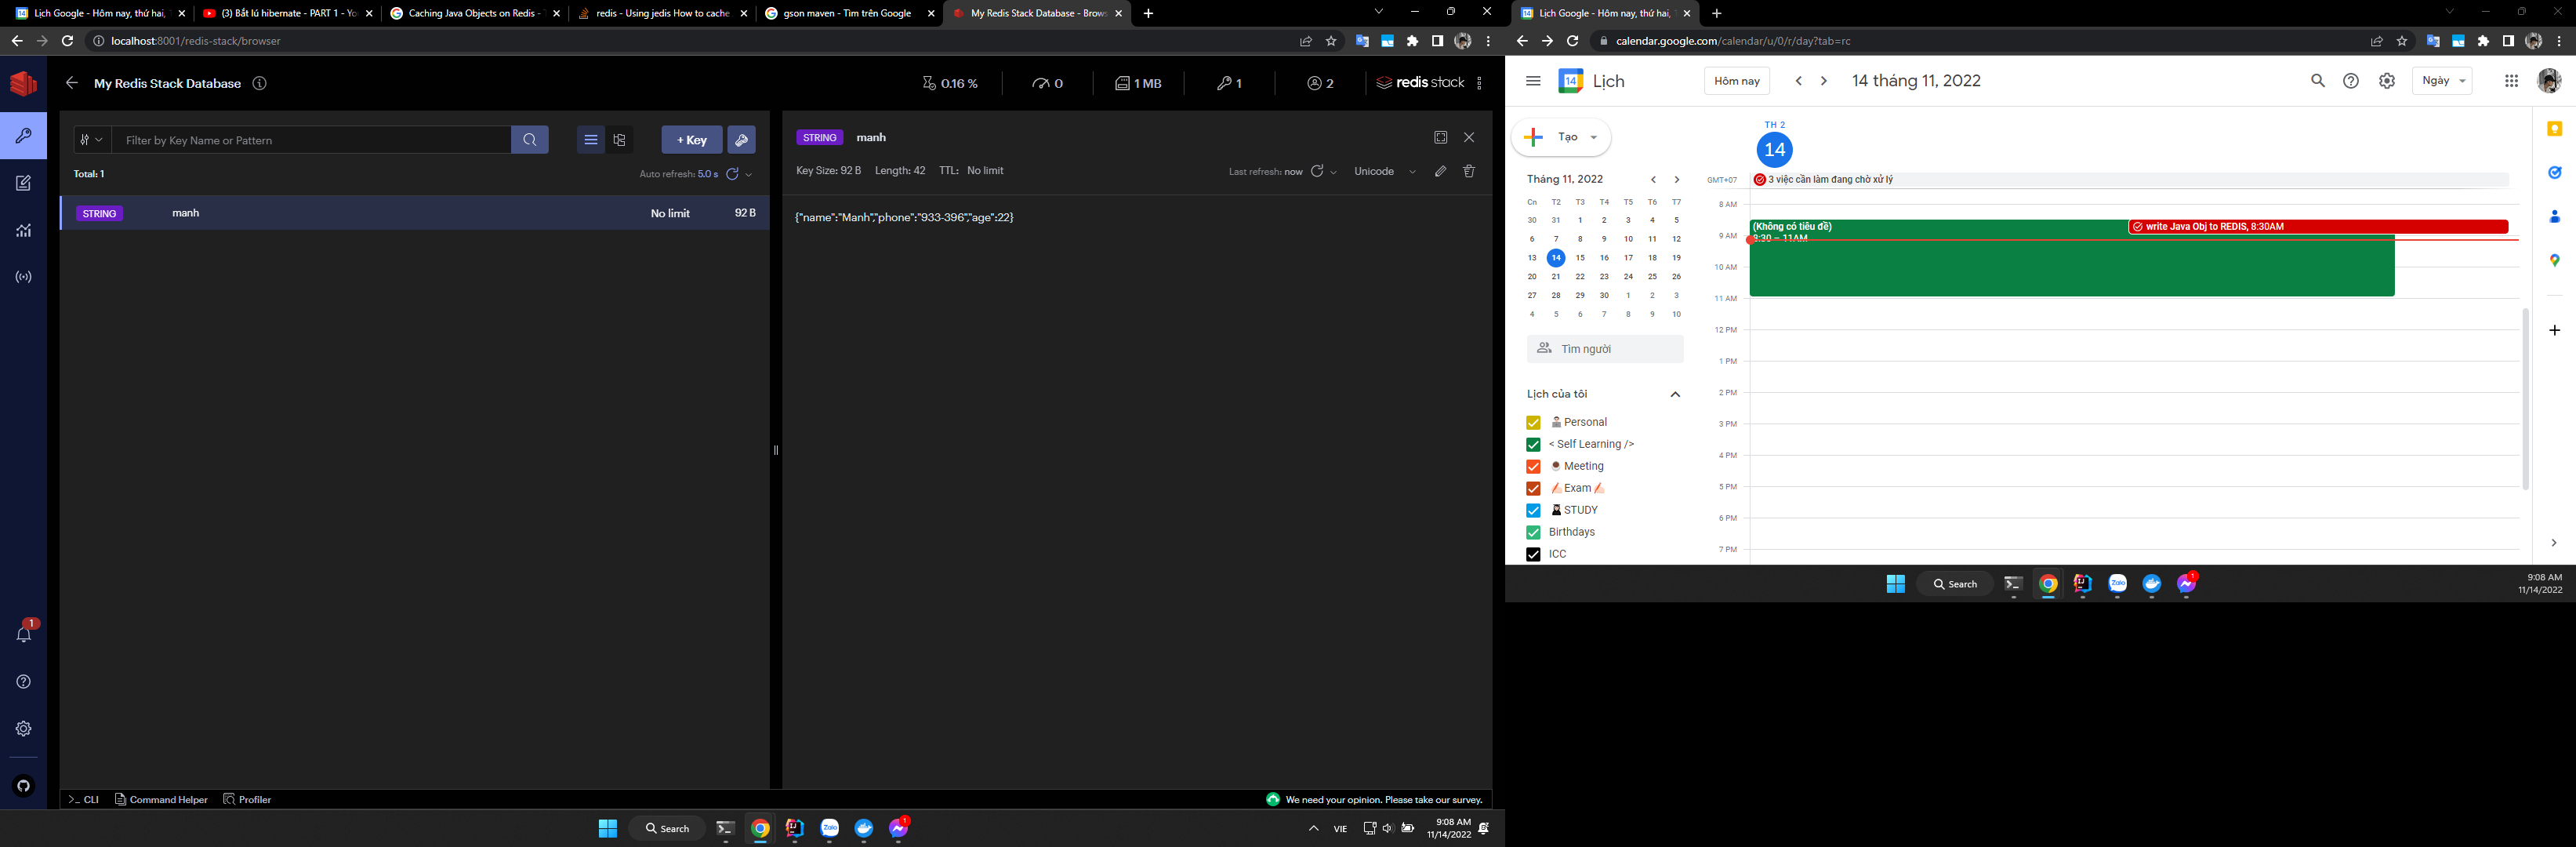 Lịch Google - Hôm nay, thứ hai,
(3) Bắt lú hibernate - PART 1 - Yo
Caching Java Objects on Redis -
redis - Using jedis How to cache
gson maven - Tìm trên Google
My Redis Stack Database - Brows
localhost:8001/redis-stack/browser
My Redis Stack Database
0.16 %
0
1 MB
1
2
redis stack
Filter by Key Name or Pattern
+ Key
Total: 1
Auto refresh: 5.0 s
STRING
manh
No limit
92 B
STRING
manh
Key Size: 92 B
Length: 42
TTL:
No limit
Last refresh: now
Unicode
{"name":"Manh","phone":"933-396","age":22}
1
>_ CLI
Command Helper
Profiler
We need your opinion. Please take our survey.
Search
Zalo
1
VIE
9:08 AM
11/14/2022
Lịch Google - Hôm nay, thứ hai,
calendar.google.com/calendar/u/0/r/day?tab=rc
14
Lịch
Hôm nay
14 tháng 11, 2022
Ngày
Tạo
Tháng 11, 2022
Cn T2 T3 T4 T5 T6 T7
30 31 1 2 3 4 5
6 7 8 9 10 11 12
13 14 15 16 17 18 19
20 21 22 23 24 25 26
27 28 29 30 1 2 3
4 5 6 7 8 9 10
Tìm người
Lịch của tôi
Personal
< Self Learning />
Meeting
Exam
STUDY
Birthdays
ICC
TH 2
14
GMT+07
3 việc cần làm đang chờ xử lý
8 AM
(Không có tiêu đề)
8:30 – 11AM
write Java Obj to REDIS, 8:30AM
9 AM
10 AM
11 AM
12 PM
1 PM
2 PM
3 PM
4 PM
5 PM
6 PM
7 PM
Search
Zalo
1
9:08 AM
11/14/2022